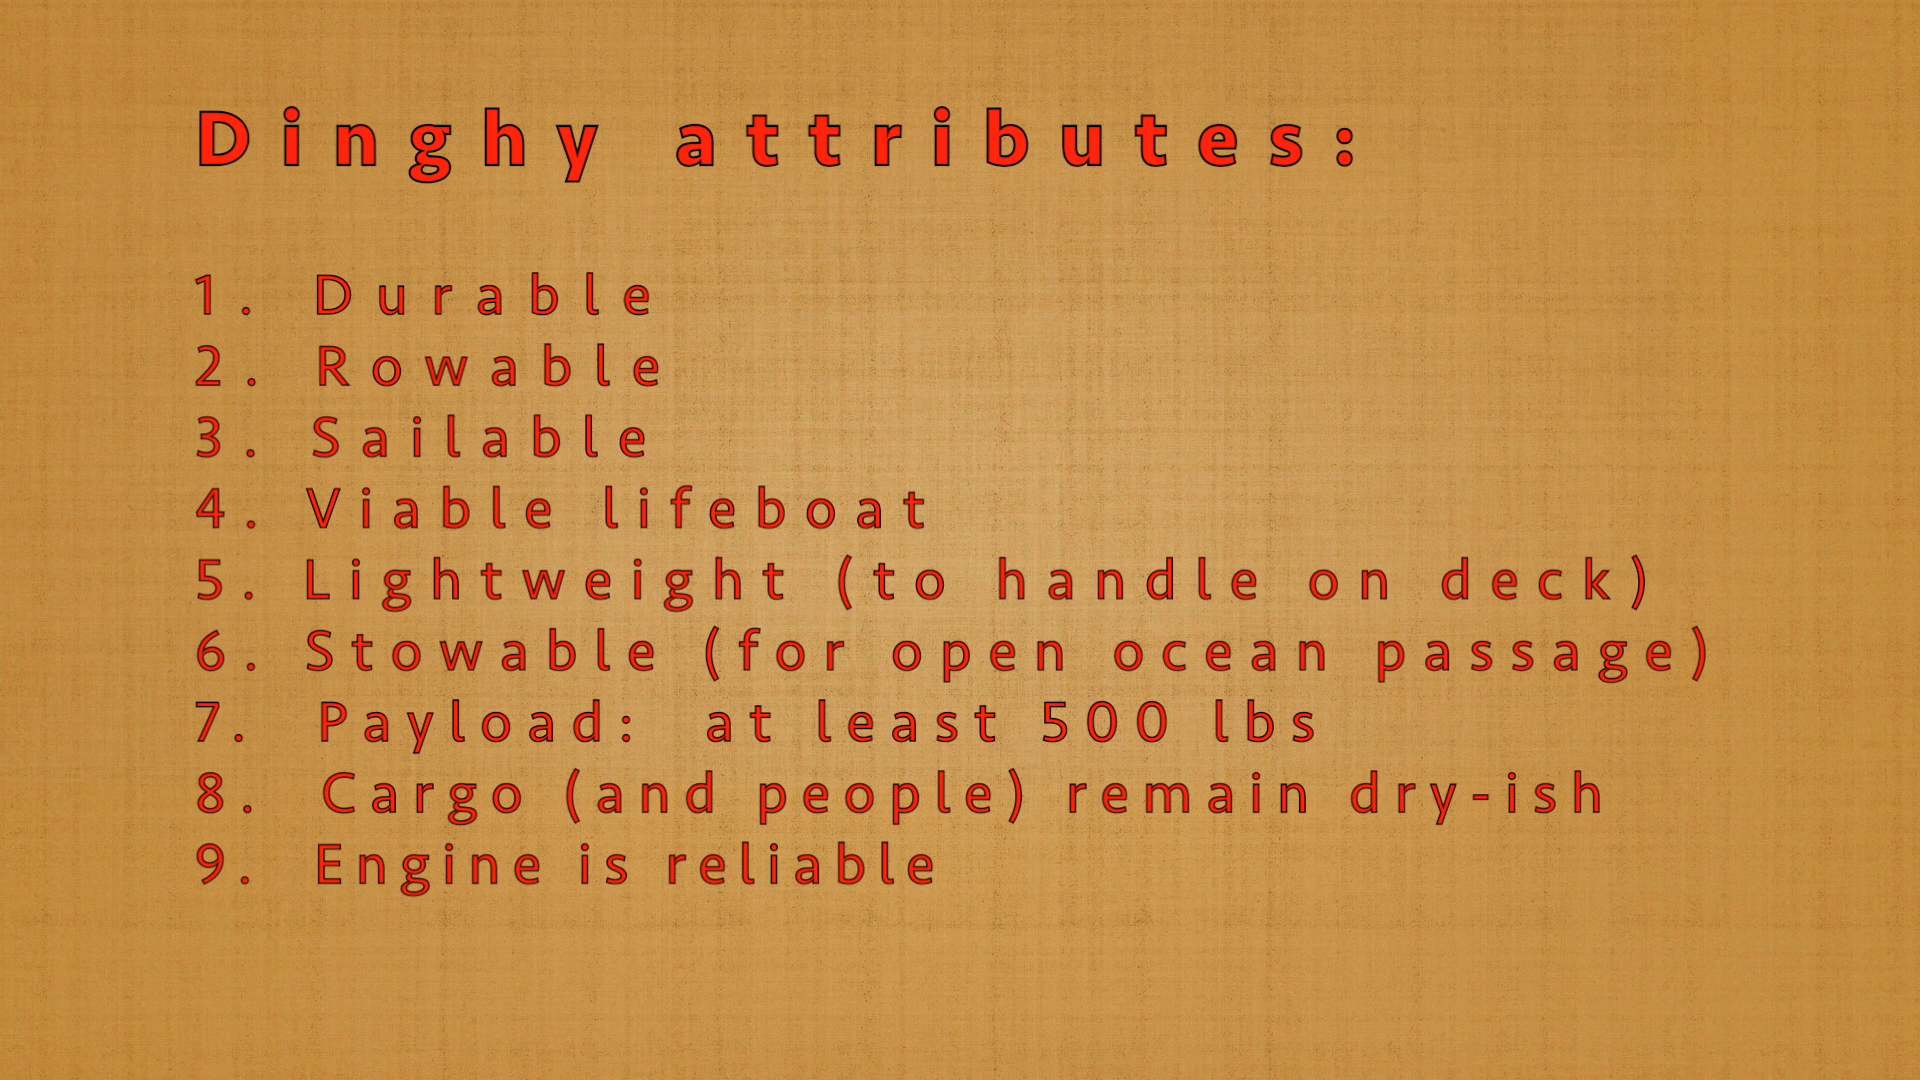 Dinghy attributes:
1. Durable
2. Rowable
3. Sailable
4. Viable lifeboat
5. Lightweight (to handle on deck)
6. Stowable (for open ocean passage)
7. Payload: at least 500 lbs
8. Cargo (and people) remain dry-ish
9. Engine is reliable